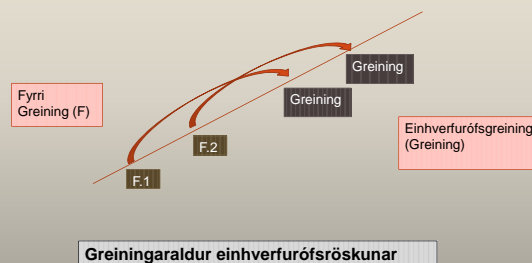 Greining
Fyrri
Greining (F)
Greining
Einhverfurófsgreining
(Greining)
F.2
F.1
Greiningaraldur einhverfurófsröskunar